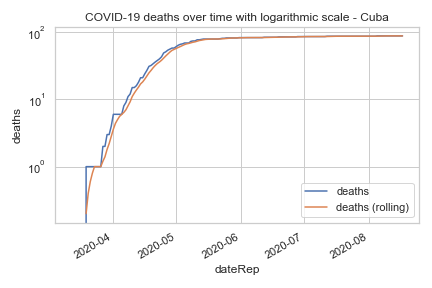 COVID-19 deaths over time with logarithmic scale - Cuba
10²
10¹
10⁰
deaths
deaths
deaths (rolling)
2020-04
2020-05
2020-06
2020-07
2020-08
dateRep